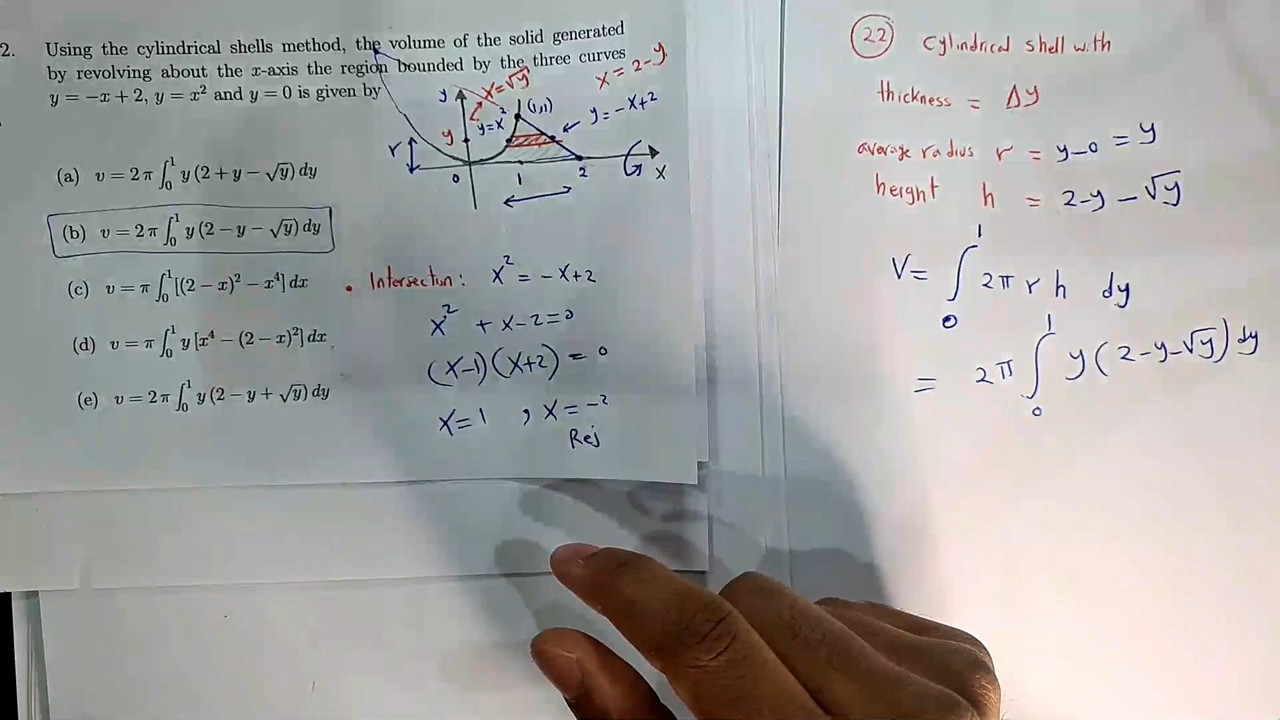 2. Using the cylindrical shells method, the volume of the solid generated
by revolving about the x-axis the region bounded by the three curves
y = −x + 2, y = x² and y = 0 is given by
(a) v = 2π ∫₀¹ y(2 + y − √y) dy
(b) v = 2π ∫₀¹ y(2 − y − √y) dy
(c) v = π ∫₀¹ [(2 − x)² − x⁴] dx
(d) v = π ∫₀¹ y[x⁴ − (2 − x)²] dx
(e) v = 2π ∫₀¹ y(2 − y + √y) dy
x = √y
x = 2-y
y
(1,1)
y = x²
y = -x+2
y
r
0
1
2
x
• Intersection: x² = -x+2
x² + x-2=0
(x-1)(x+2) = 0
x=1 , x=-2
Rej
22 Cylindrical shell with
thickness = Δy
average radius r = y-0 = y
height h = 2-y - √y
V = ∫₀¹ 2π r h dy
= 2π ∫₀¹ y(2-y-√y) dy